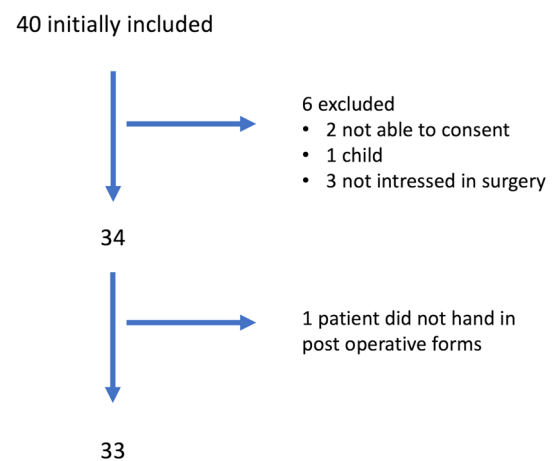 40 initially included
6 excluded
• 2 not able to consent
• 1 child
• 3 not intressed in surgery
34
1 patient did not hand in
post operative forms
33